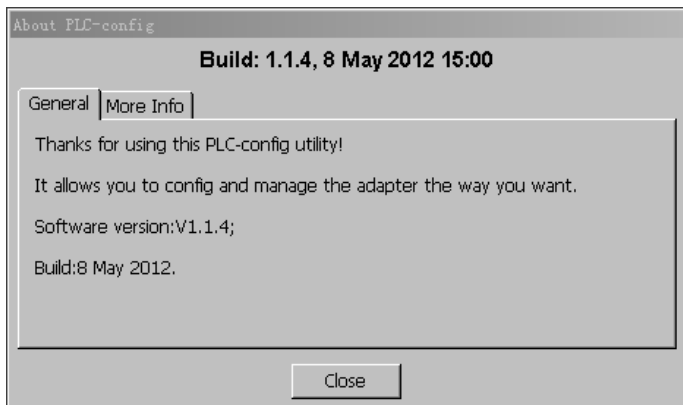 About PLC-config
Build: 1.1.4, 8 May 2012 15:00
General
More Info
Thanks for using this PLC-config utility!
It allows you to config and manage the adapter the way you want.
Software version:V1.1.4;
Build:8 May 2012.
Close